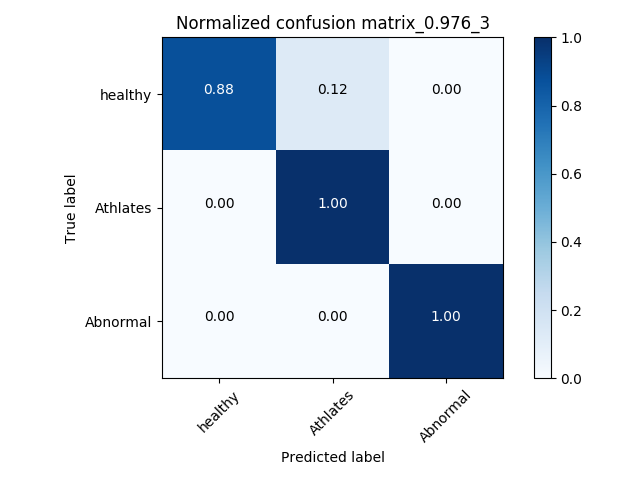 Normalized confusion matrix_0.976_3
True label
healthy 0.88 0.12 0.00
Athlates 0.00 1.00 0.00
Abnormal 0.00 0.00 1.00
healthy Athlates Abnormal
Predicted label
1.0
0.8
0.6
0.4
0.2
0.0